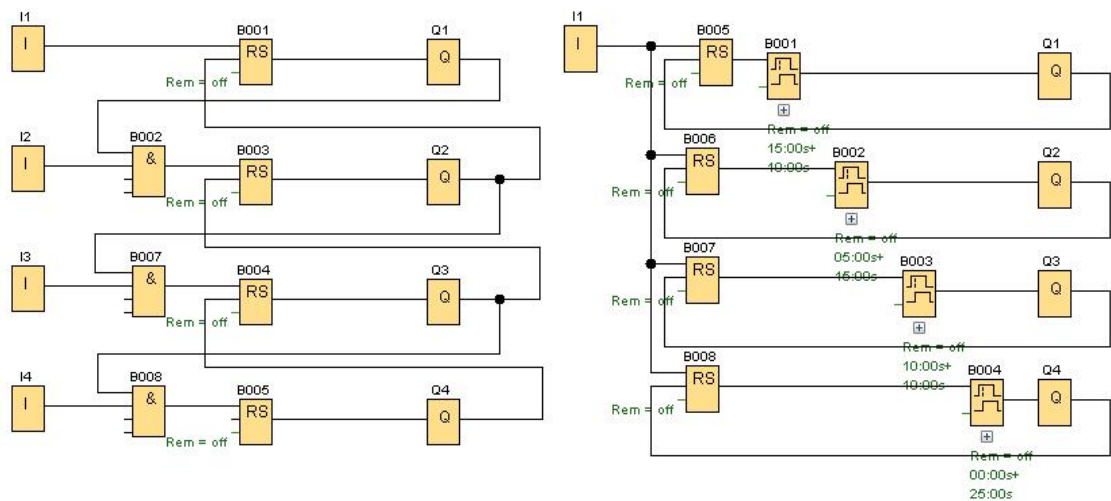 I1
B001
Q1
I
RS
Q
Rem = off
I2
B002
B003
Q2
I
&
RS
Q
Rem = off
I3
B007
B004
Q3
I
&
RS
Q
Rem = off
I4
B008
B005
Q4
I
&
RS
Q
Rem = off
I1
B005
B001
Q1
I
RS
Q
Rem = off
Rem = off
15:00s+
10:00s
B006
B002
Q2
RS
Q
Rem = off
Rem = off
05:00s+
15:00s
B007
B003
Q3
RS
Q
Rem = off
Rem = off
10:00s+
10:00s
B008
B004
Q4
RS
Q
Rem = off
Rem = off
00:00s+
25:00s